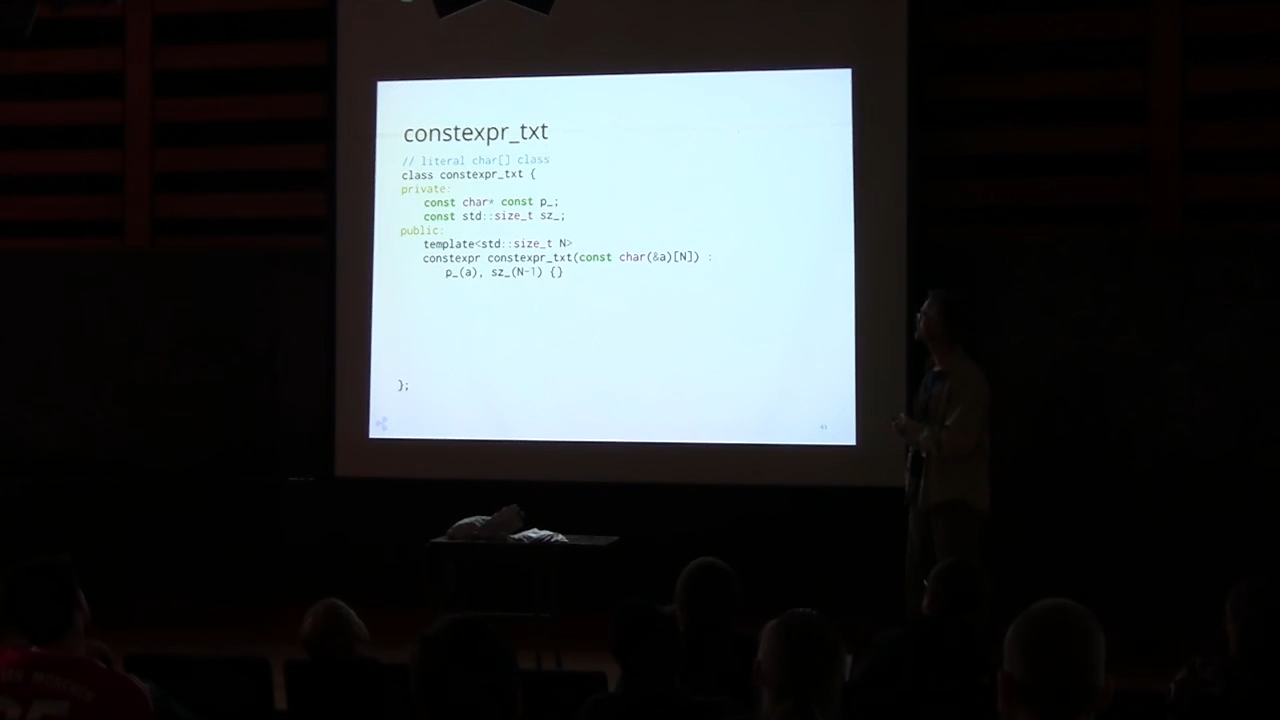 constexpr_txt
// literal char[] class
class constexpr_txt {
private:
const char* const p_;
const std::size_t sz_;
public:
template<std::size_t N>
constexpr constexpr_txt(const char(&a)[N]) :
p_(a), sz_(N-1) {}
};